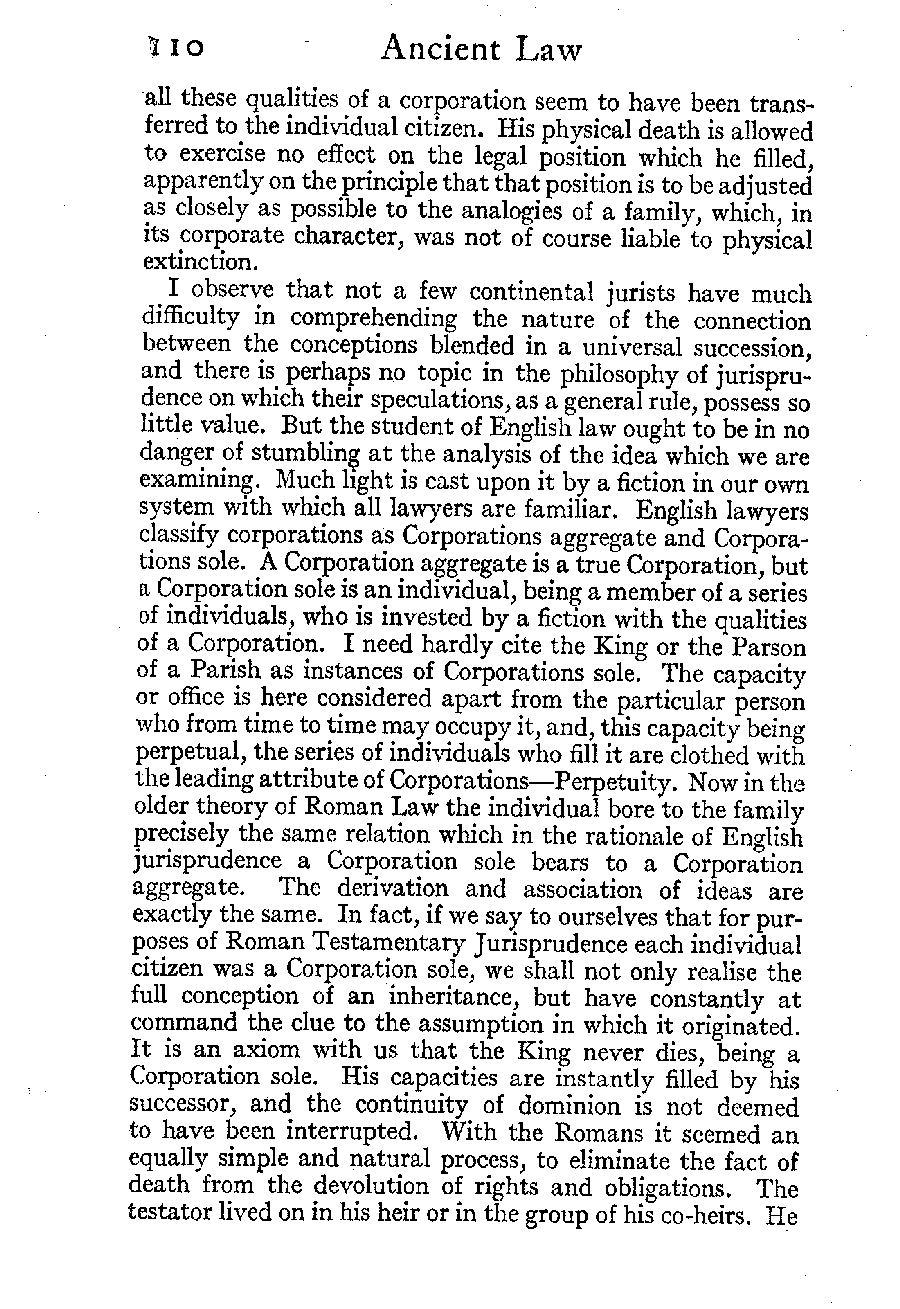 110 Ancient Law
all these qualities of a corporation seem to have been trans-
ferred to the individual citizen. His physical death is allowed
to exercise no effect on the legal position which he filled,
apparently on the principle that that position is to be adjusted
as closely as possible to the analogies of a family, which, in
its corporate character, was not of course liable to physical
extinction.
I observe that not a few continental jurists have much
difficulty in comprehending the nature of the connection
between the conceptions blended in a universal succession,
and there is perhaps no topic in the philosophy of jurispru-
dence on which their speculations, as a general rule, possess so
little value. But the student of English law ought to be in no
danger of stumbling at the analysis of the idea which we are
examining. Much light is cast upon it by a fiction in our own
system with which all lawyers are familiar. English lawyers
classify corporations as Corporations aggregate and Corpora-
tions sole. A Corporation aggregate is a true Corporation, but
a Corporation sole is an individual, being a member of a series
of individuals, who is invested by a fiction with the qualities
of a Corporation. I need hardly cite the King or the Parson
of a Parish as instances of Corporations sole. The capacity
or office is here considered apart from the particular person
who from time to time may occupy it, and, this capacity being
perpetual, the series of individuals who fill it are clothed with
the leading attribute of Corporations—Perpetuity. Now in the
older theory of Roman Law the individual bore to the family
precisely the same relation which in the rationale of English
jurisprudence a Corporation sole bears to a Corporation
aggregate. The derivation and association of ideas are
exactly the same. In fact, if we say to ourselves that for pur-
poses of Roman Testamentary Jurisprudence each individual
citizen was a Corporation sole, we shall not only realise the
full conception of an inheritance, but have constantly at
command the clue to the assumption in which it originated.
It is an axiom with us that the King never dies, being a
Corporation sole. His capacities are instantly filled by his
successor, and the continuity of dominion is not deemed
to have been interrupted. With the Romans it seemed an
equally simple and natural process, to eliminate the fact of
death from the devolution of rights and obligations. The
testator lived on in his heir or in the group of his co-heirs. He